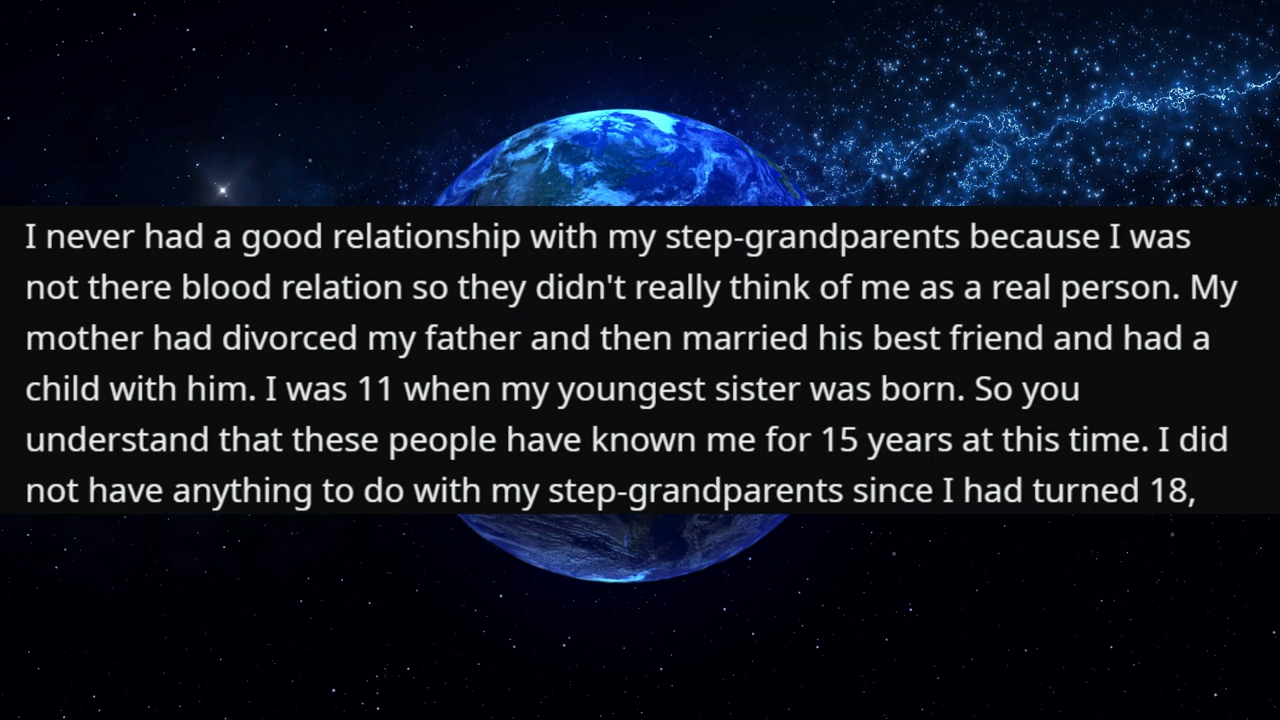 I never had a good relationship with my step-grandparents because I was
not there blood relation so they didn't really think of me as a real person. My
mother had divorced my father and then married his best friend and had a
child with him. I was 11 when my youngest sister was born. So you
understand that these people have known me for 15 years at this time. I did
not have anything to do with my step-grandparents since I had turned 18,